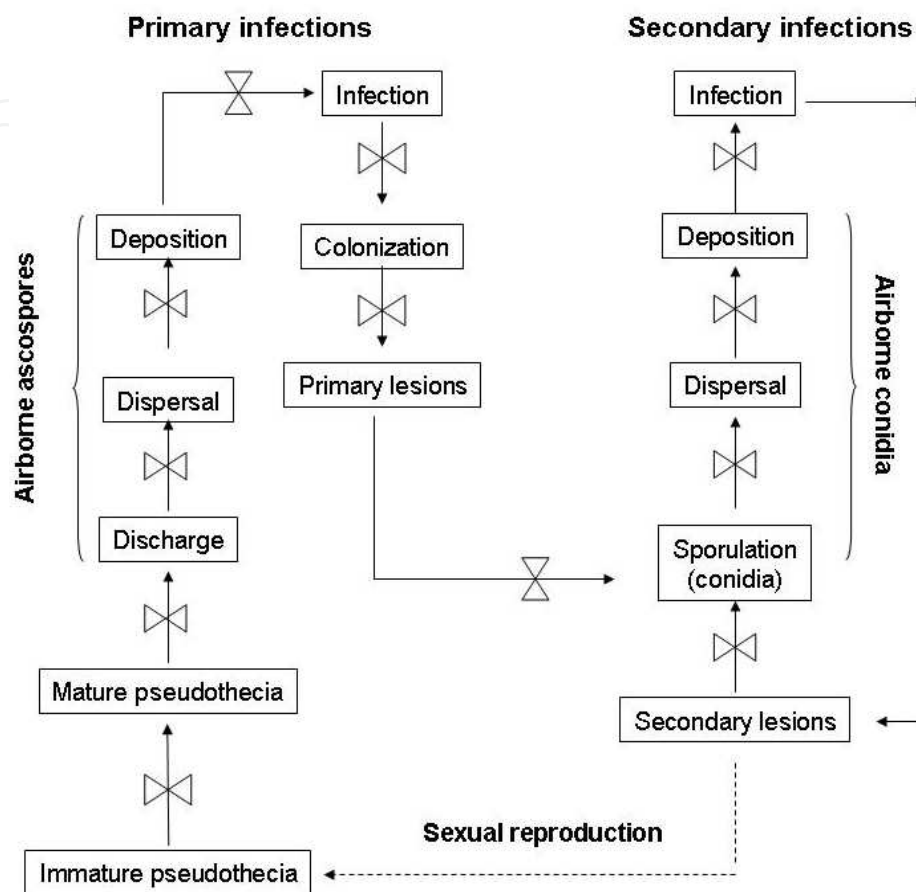 Primary infections
Secondary infections
Infection
Infection
Deposition
Colonization
Deposition
Airborne ascospores
Airborne conidia
Primary lesions
Dispersal
Dispersal
Discharge
Sporulation
(conidia)
Mature pseudothecia
Secondary lesions
Sexual reproduction
Immature pseudothecia